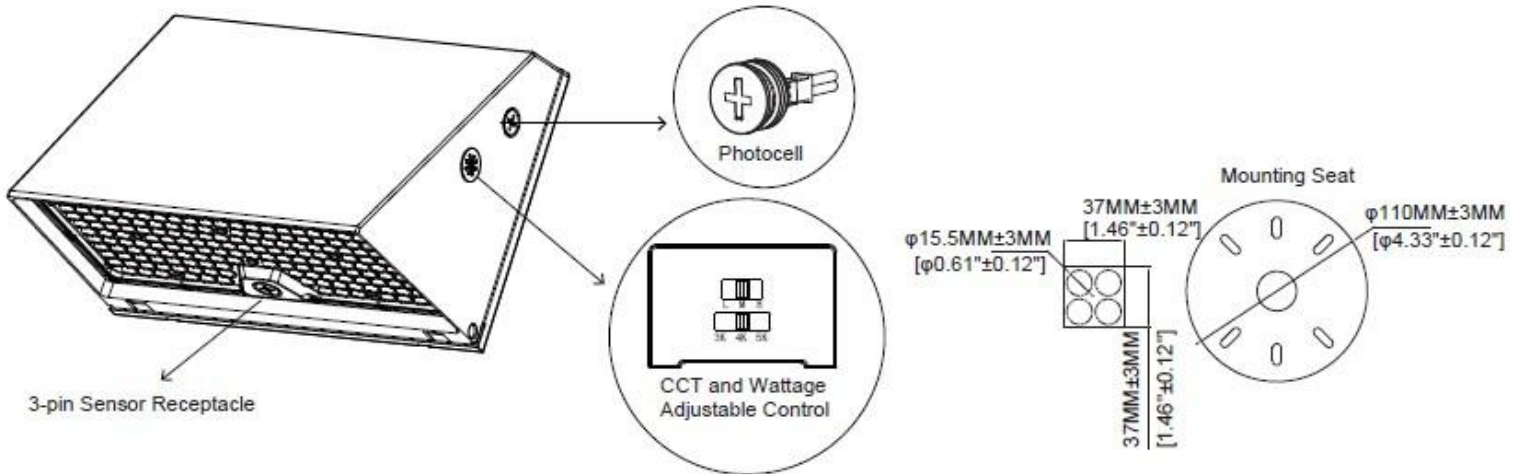 Photocell
L M H
3K 4K 5K
CCT and Wattage
Adjustable Control
3-pin Sensor Receptacle
Mounting Seat
37MM±3MM
[1.46"±0.12"]
φ15.5MM±3MM
[φ0.61"±0.12"]
φ110MM±3MM
[φ4.33"±0.12"]
37MM±3MM
[1.46"±0.12"]